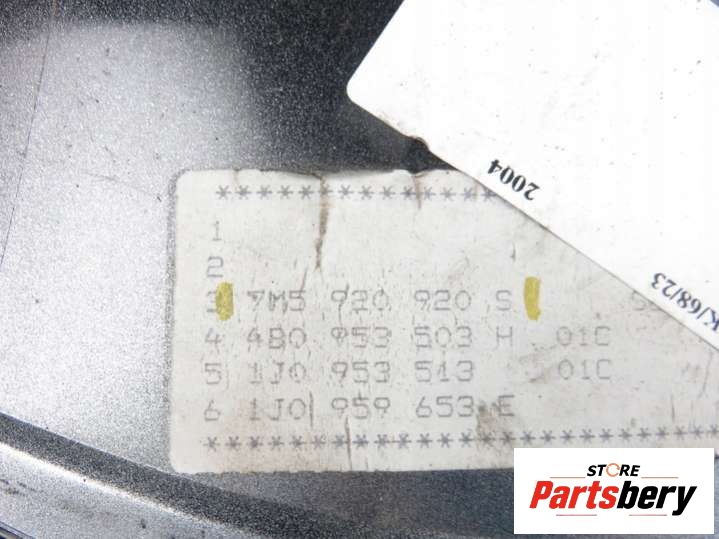 2004
K/68/23
********************
1
2
3 7M5 920 920 S
4 4B0 953 503 H 01C
5 1J0 953 513 01C
6 1J0 959 653 E
**************************
STORE
Partsbery